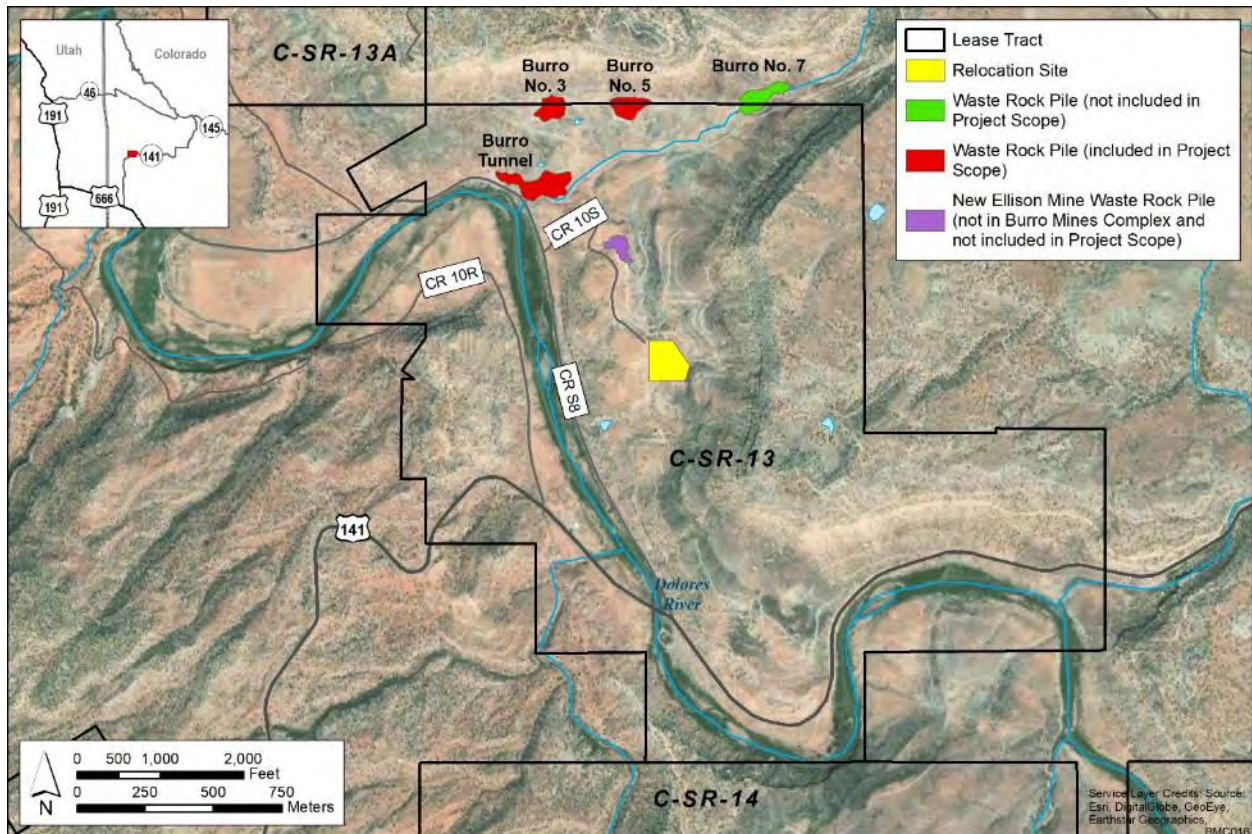 Utah
Colorado
46
191
145
141
666
191
C-SR-13A
Burro
No. 3
Burro
No. 5
Burro No. 7
Burro
Tunnel
CR 10S
CR 10R
CR S8
C-SR-13
141
Dolores
River
C-SR-14
Lease Tract
Relocation Site
Waste Rock Pile (not included in
Project Scope)
Waste Rock Pile (included in Project
Scope)
New Ellison Mine Waste Rock Pile
(not in Burro Mines Complex and
not included in Project Scope)
N
0 500 1,000 2,000
Feet
0 250 500 750
Meters
Service Layer Credits: Source:
Esri, DigitalGlobe, GeoEye,
Earthstar Geographics,